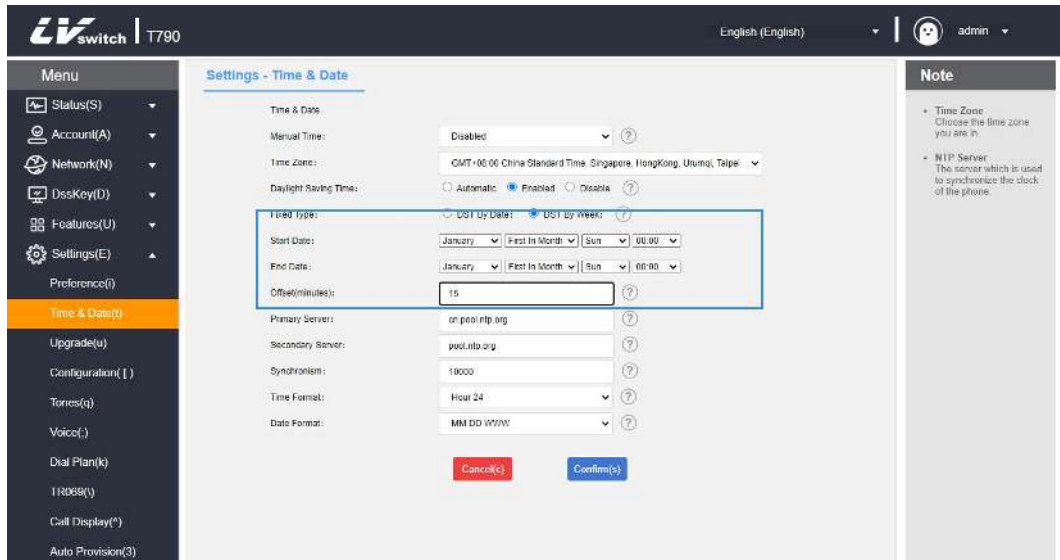 LVswitch T790
English (English)
admin
Menu
Status(S)
Account(A)
Network(N)
DssKey(D)
Features(U)
Settings(E)
Preference(i)
Time & Date(t)
Upgrade(u)
Configuration( [ )
Tones(q)
Voice(;)
Dial Plan(k)
TR069(\)
Call Display(^)
Auto Provision(3)
Settings - Time & Date
Time & Date
Manual Time: Disabled ?
Time Zone: GMT+08:00 China Standard Time, Singapore, HongKong, Urumqi, Taipei
Daylight Saving Time: Automatic Enabled Disable ?
Fixed Type: DST By Date: DST By Week: ?
Start Date: January First In Month Sun 00:00
End Date: January First In Month Sun 00:00
Offset(minutes): 15 ?
Primary Server: cn.pool.ntp.org ?
Secondary Server: pool.ntp.org ?
Synchronism: 10000 ?
Time Format: Hour 24 ?
Date Format: MM DD WWW ?
Cancel(c) Confirm(s)
Note
Time Zone
Choose the time zone
you are in.
NTP Server
The server which is used
to synchronize the clock
of the phone.